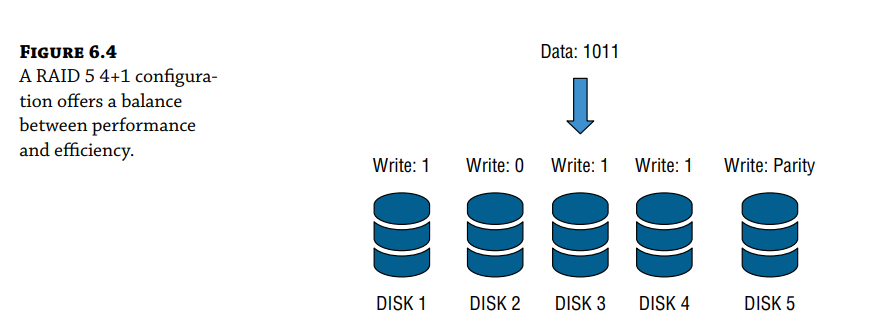 FIGURE 6.4
A RAID 5 4+1 configura-
tion offers a balance
between performance
and efficiency.
Data: 1011
Write: 1 Write: 0 Write: 1 Write: 1 Write: Parity
DISK 1 DISK 2 DISK 3 DISK 4 DISK 5